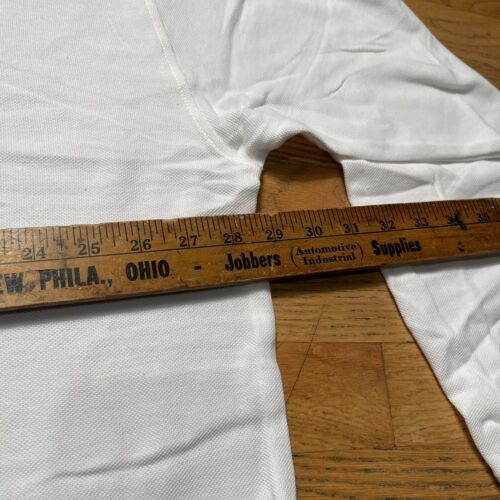 24 25 26 27 28 29 30 31 32 33 35
EW PHILA., OHIO - Jobbers (Automotive Industrial) Supplies